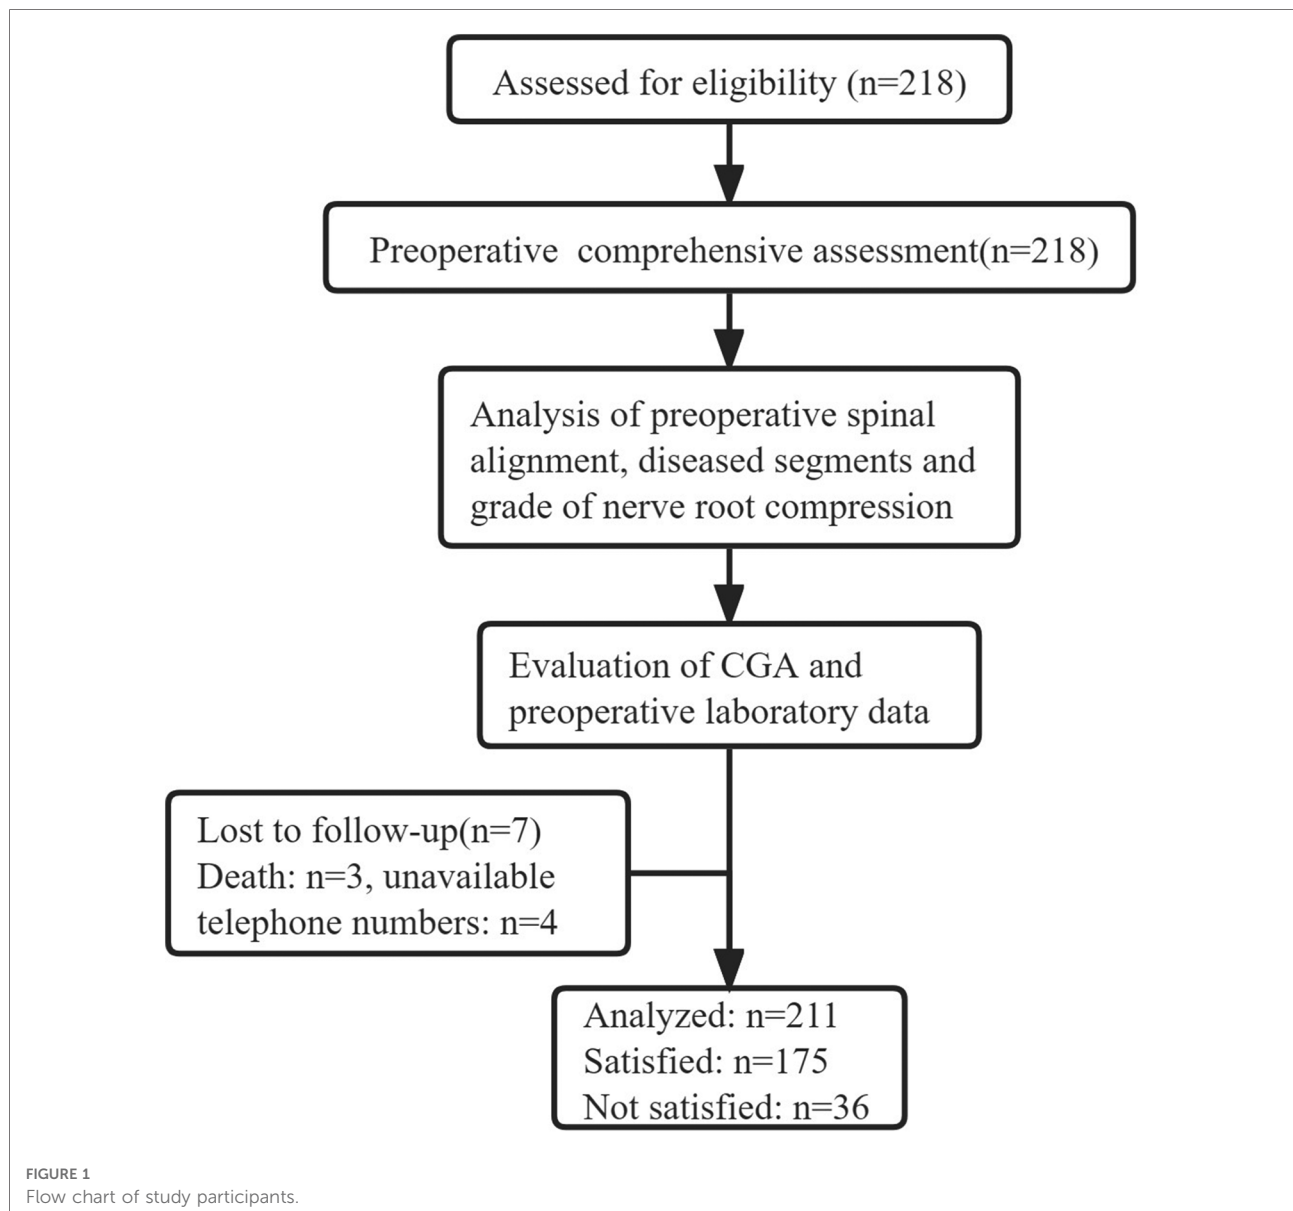 Assessed for eligibility (n=218)
Preoperative comprehensive assessment(n=218)
Analysis of preoperative spinal
alignment, diseased segments and
grade of nerve root compression
Evaluation of CGA and
preoperative laboratory data
Lost to follow-up(n=7)
Death: n=3, unavailable
telephone numbers: n=4
Analyzed: n=211
Satisfied: n=175
Not satisfied: n=36
FIGURE 1
Flow chart of study participants.